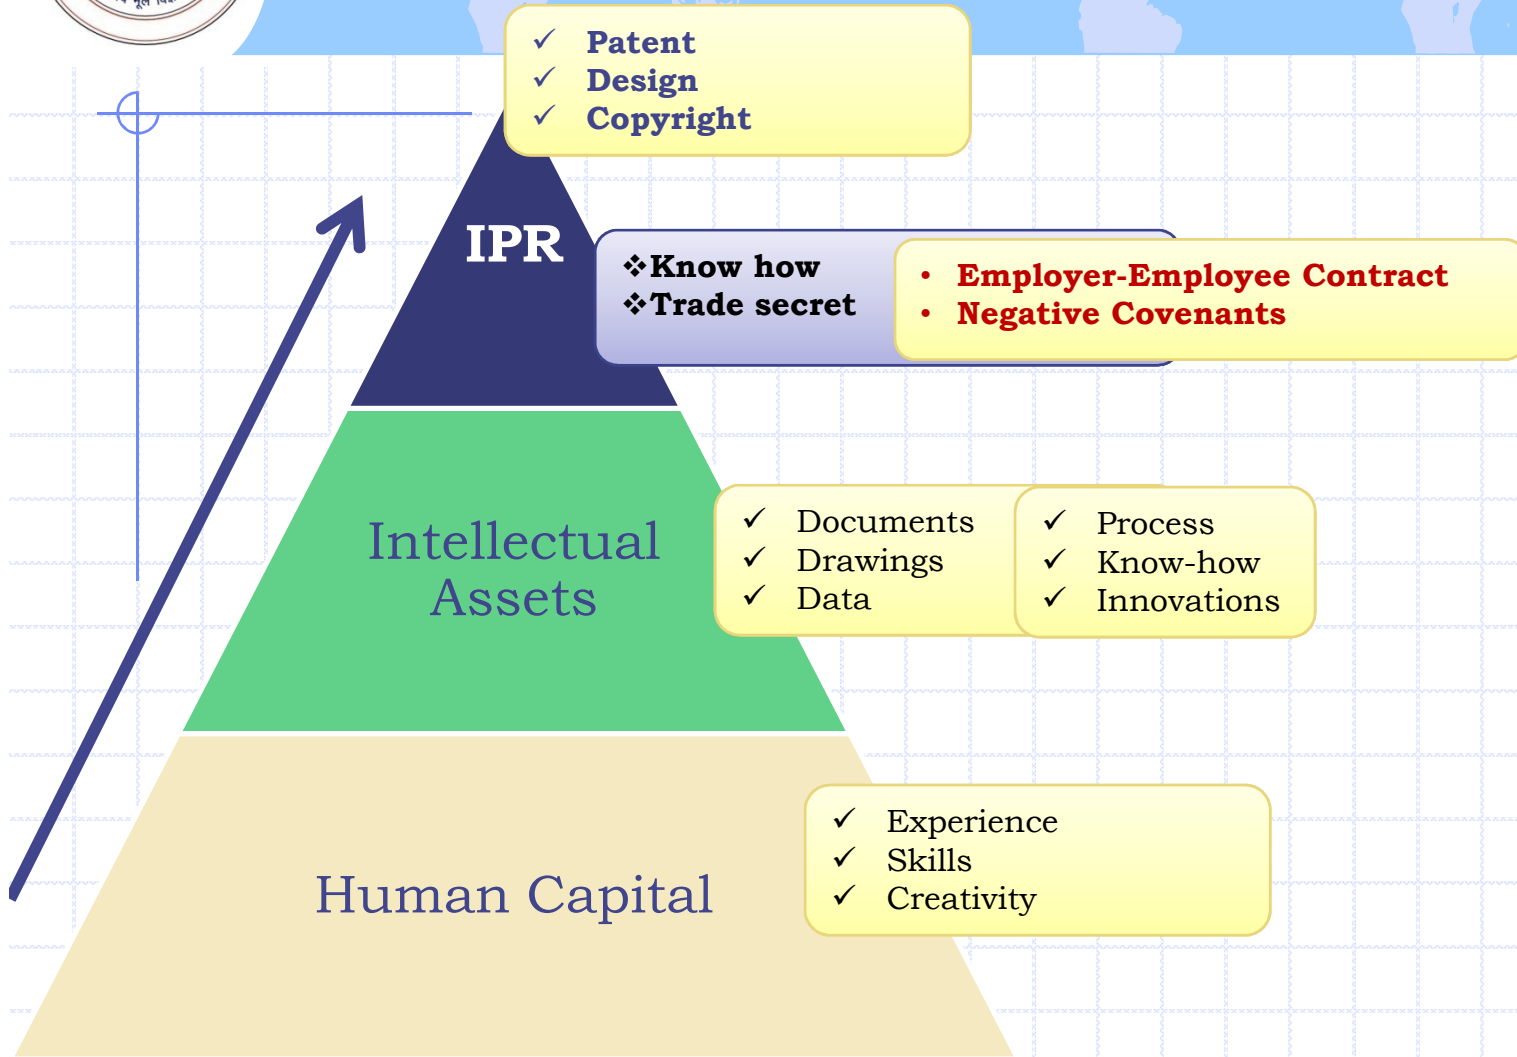 मूल
✓ Patent
✓ Design
✓ Copyright
IPR
❖Know how
❖Trade secret
• Employer-Employee Contract
• Negative Covenants
Intellectual
Assets
✓ Documents
✓ Drawings
✓ Data
✓ Process
✓ Know-how
✓ Innovations
Human Capital
✓ Experience
✓ Skills
✓ Creativity